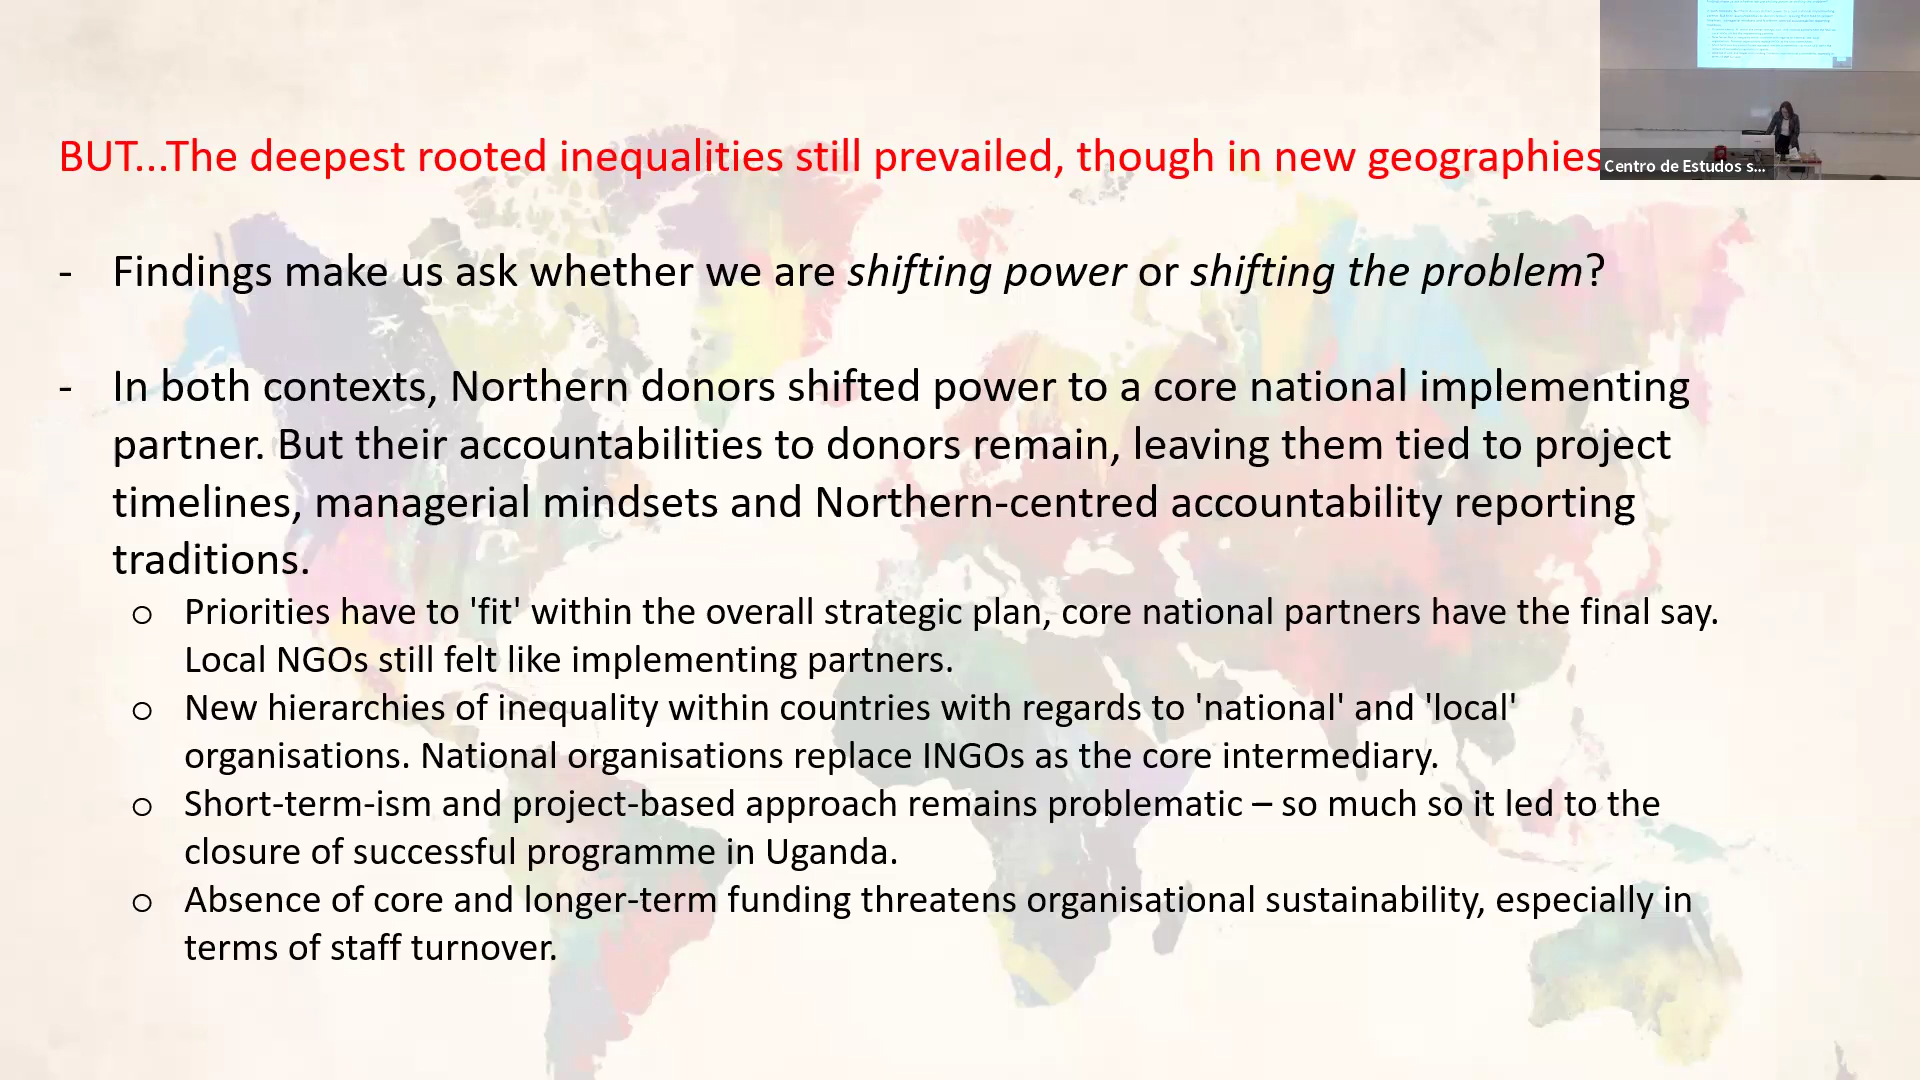 BUT...The deepest rooted inequalities still prevailed, though in new geographies
Centro de Estudos s...
- Findings make us ask whether we are shifting power or shifting the problem?
- In both contexts, Northern donors shifted power to a core national implementing
partner. But their accountabilities to donors remain, leaving them tied to project
timelines, managerial mindsets and Northern-centred accountability reporting
traditions.
o Priorities have to 'fit' within the overall strategic plan, core national partners have the final say.
Local NGOs still felt like implementing partners.
o New hierarchies of inequality within countries with regards to 'national' and 'local'
organisations. National organisations replace INGOs as the core intermediary.
o Short-term-ism and project-based approach remains problematic – so much so it led to the
closure of successful programme in Uganda.
o Absence of core and longer-term funding threatens organisational sustainability, especially in
terms of staff turnover.